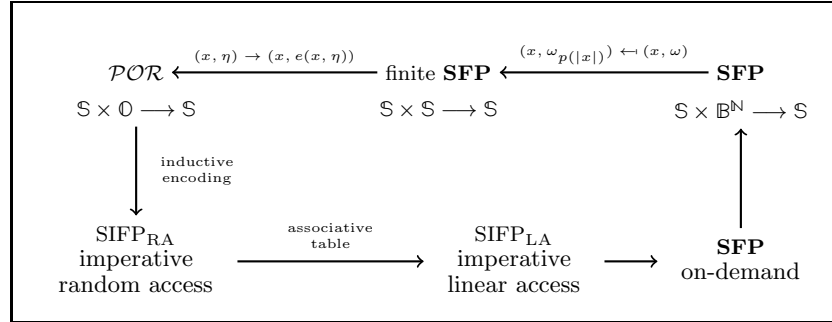 (x, η) → (x, e(x, η))
(x, ω_{p(|x|)}) ↤ (x, ω)
𝒫𝒪ℛ
finite SFP
SFP
𝕊 × 𝕆 ⟶ 𝕊
𝕊 × 𝕊 ⟶ 𝕊
𝕊 × 𝔹^ℕ ⟶ 𝕊
inductive
encoding
SIFP_RA
imperative
random access
associative
table
SIFP_LA
imperative
linear access
SFP
on-demand